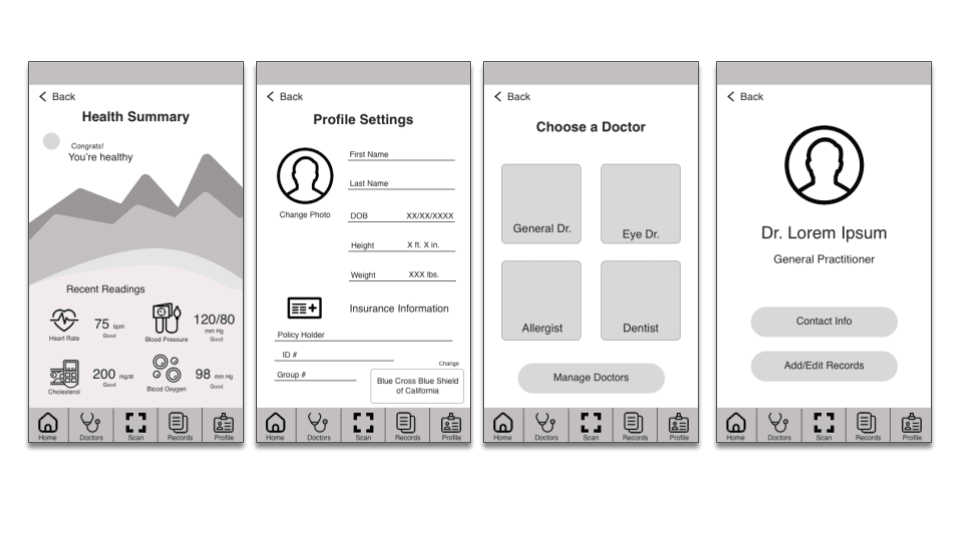 Back
Health Summary
Congrats!
You're healthy
Recent Readings
75 bpm
Good
Heart Rate
120/80
mm Hg
Good
Blood Pressure
200 mg/dl
Good
Cholesterol
98 mm Hg
Good
Blood Oxygen
Home
Doctors
Scan
Records
Profile
Back
Profile Settings
First Name
Last Name
Change Photo
DOB XX/XX/XXXX
Height X ft. X in.
Weight XXX lbs.
Insurance Information
Policy Holder
ID #
Group #
Change
Blue Cross Blue Shield
of California
Home
Doctors
Scan
Records
Profile
Back
Choose a Doctor
General Dr.
Eye Dr.
Allergist
Dentist
Manage Doctors
Home
Doctors
Scan
Records
Profile
Back
Dr. Lorem Ipsum
General Practitioner
Contact Info
Add/Edit Records
Home
Doctors
Scan
Records
Profile